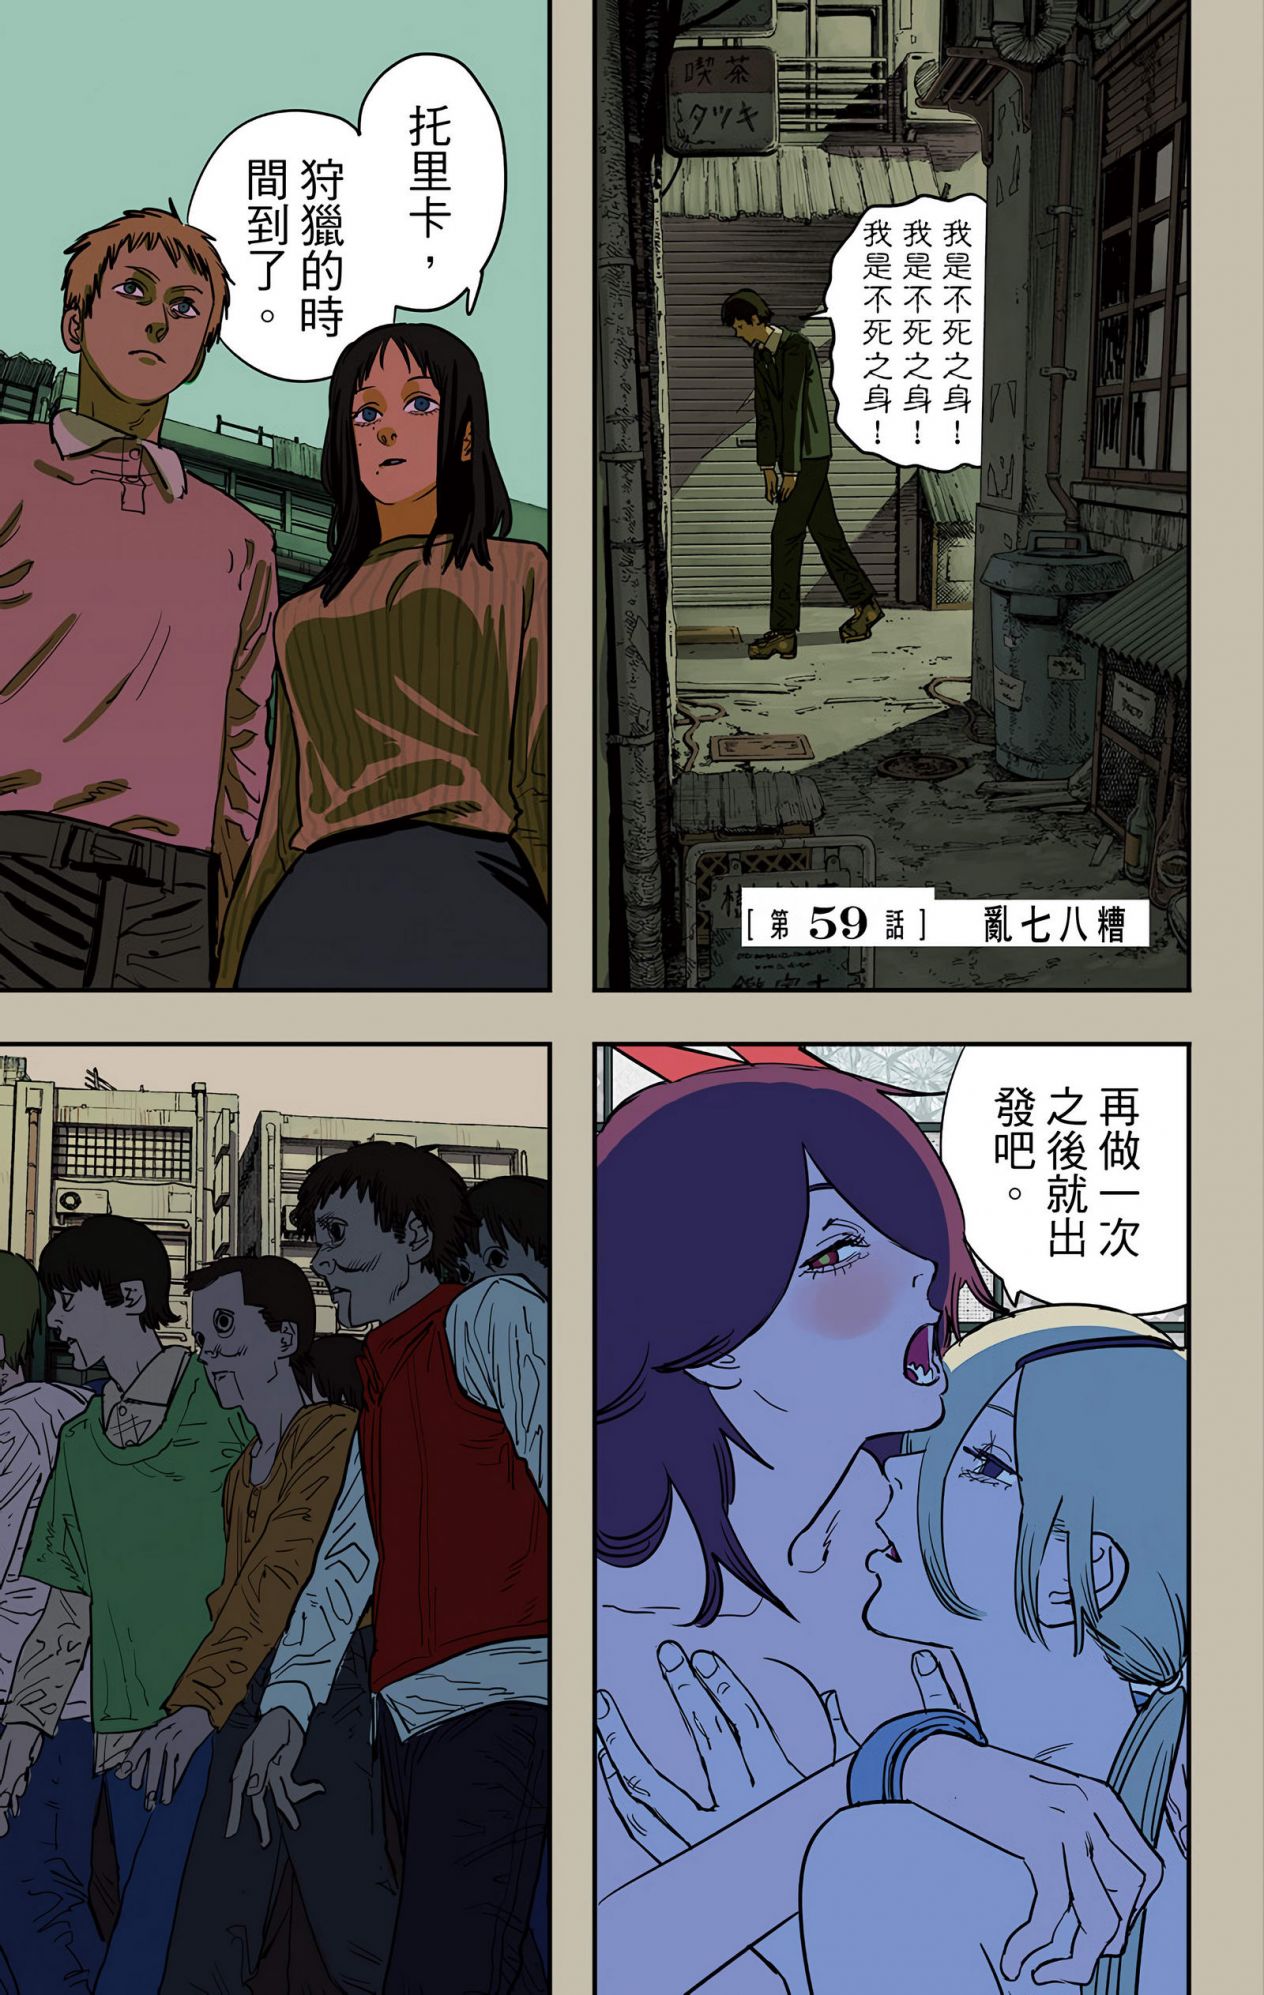 喫茶
タツキ
我是不死之身!
我是不死之身!
我是不死之身!
[第59話] 亂七八糟
托里卡，
狩獵的時
間到了。
再做一次
之後就出
發吧。